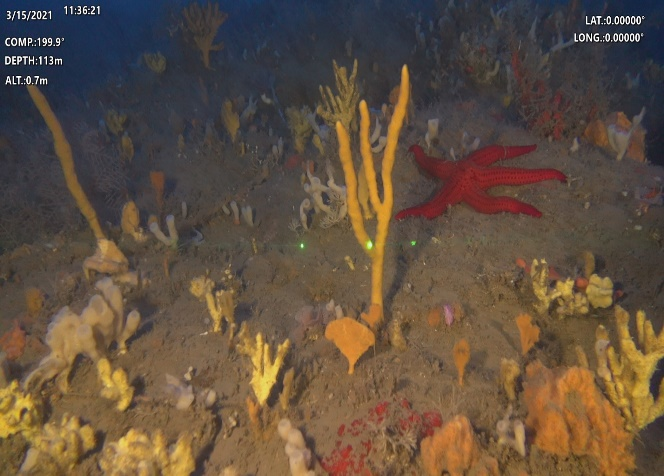 3/15/2021 11:36:21
COMP.:199.9°
DEPTH:113m
ALT.:0.7m
LAT.:0.00000°
LONG.:0.00000°